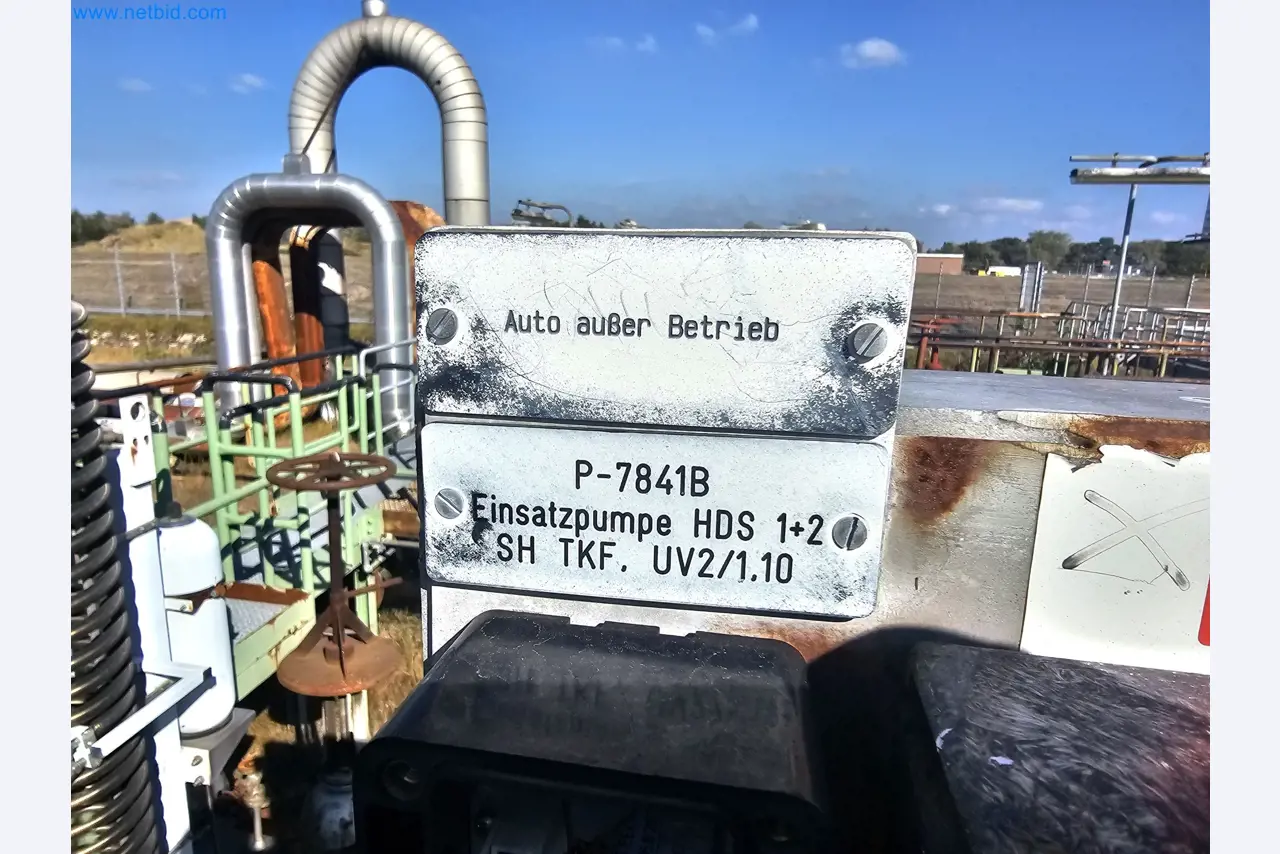 www.netbid.com
Auto außer Betrieb
P-7841B
Einsatzpumpe HDS 1+2
SH TKF. UV2/1.10